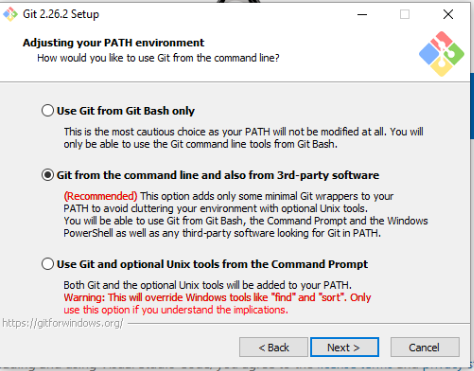 Git 2.26.2 Setup
Adjusting your PATH environment
How would you like to use Git from the command line?
Use Git from Git Bash only
This is the most cautious choice as your PATH will not be modified at all. You will
only be able to use the Git command line tools from Git Bash.
Git from the command line and also from 3rd-party software
(Recommended) This option adds only some minimal Git wrappers to your
PATH to avoid cluttering your environment with optional Unix tools.
You will be able to use Git from Git Bash, the Command Prompt and the Windows
PowerShell as well as any third-party software looking for Git in PATH.
Use Git and optional Unix tools from the Command Prompt
Both Git and the optional Unix tools will be added to your PATH.
Warning: This will override Windows tools like "find" and "sort". Only
use this option if you understand the implications.
https://gitforwindows.org/
< Back
Next >
Cancel